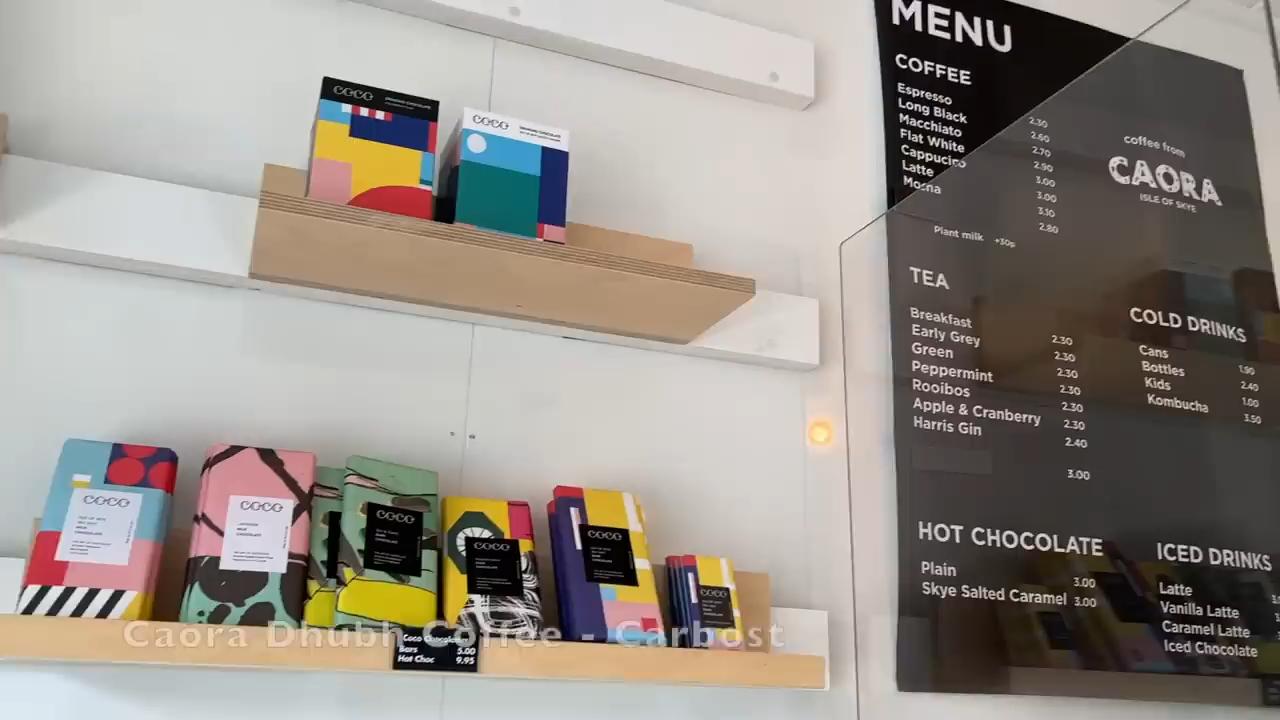 MENU
COFFEE
Espresso 2.30
Long Black 2.60
Macchiato 2.70
Flat White 2.90
Cappucino 3.00
Latte 3.00
Mocha 3.10
2.80
Plant milk +30p
coffee from
CAORA
ISLE OF SKYE
TEA
Breakfast 2.30
Early Grey 2.30
Green 2.30
Peppermint 2.30
Rooibos 2.30
Apple & Cranberry 2.30
Harris Gin 2.40
3.00
COLD DRINKS
Cans 1.90
Bottles 2.40
Kids 1.00
Kombucha 3.50
HOT CHOCOLATE
Plain 3.00
Skye Salted Caramel 3.00
ICED DRINKS
Latte
Vanilla Latte
Caramel Latte
Iced Chocolate
COCO
COCO
COCO
COCO
COCO
COCO
COCO
COCO
Coco Chocolate
Bars 5.00
Hot Choc 9.95
Caora Dhubh Coffee - Carbost